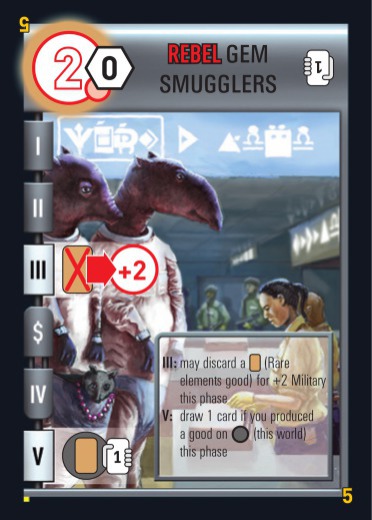 5
2 0 REBEL GEM
SMUGGLERS
1
I
II
III +2
$
IV
V 1
III: may discard a (Rare
elements good) for +2 Military
this phase
V: draw 1 card if you produced
a good on (this world)
this phase
5